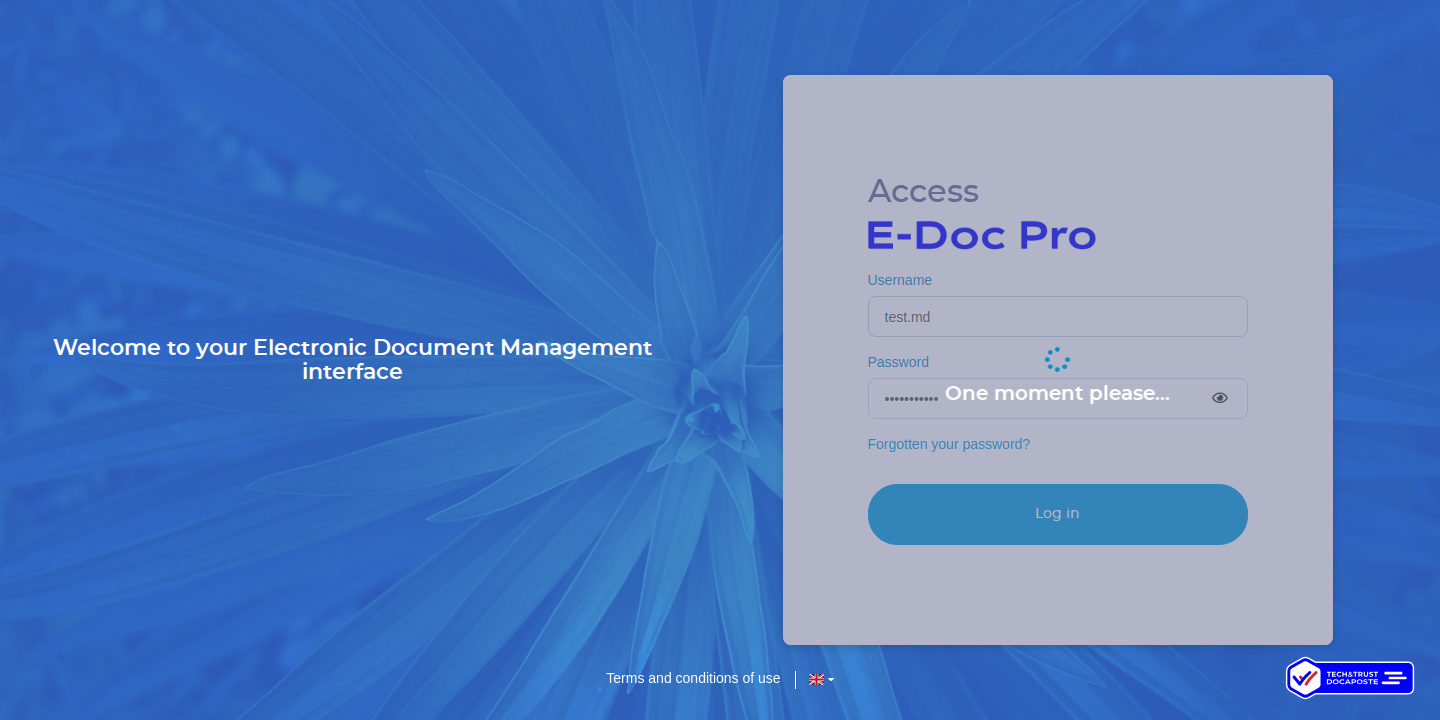 Access
E-Doc Pro
Username
test.md
Welcome to your Electronic Document Management
interface
Password
••••••••••• One moment please...
Forgotten your password?
Log in
Terms and conditions of use
TECH&TRUST
DOCAPOSTE